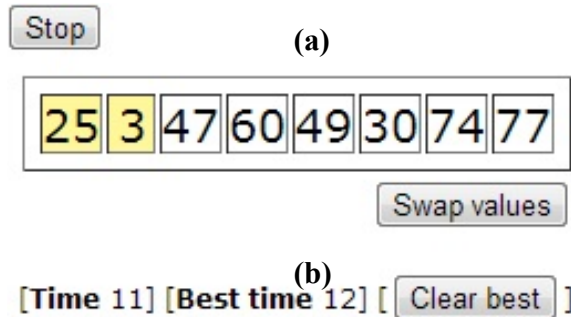 Stop
(a)
25 3 47 60 49 30 74 77
Swap values
(b)
[Time 11] [Best time 12] [ Clear best ]